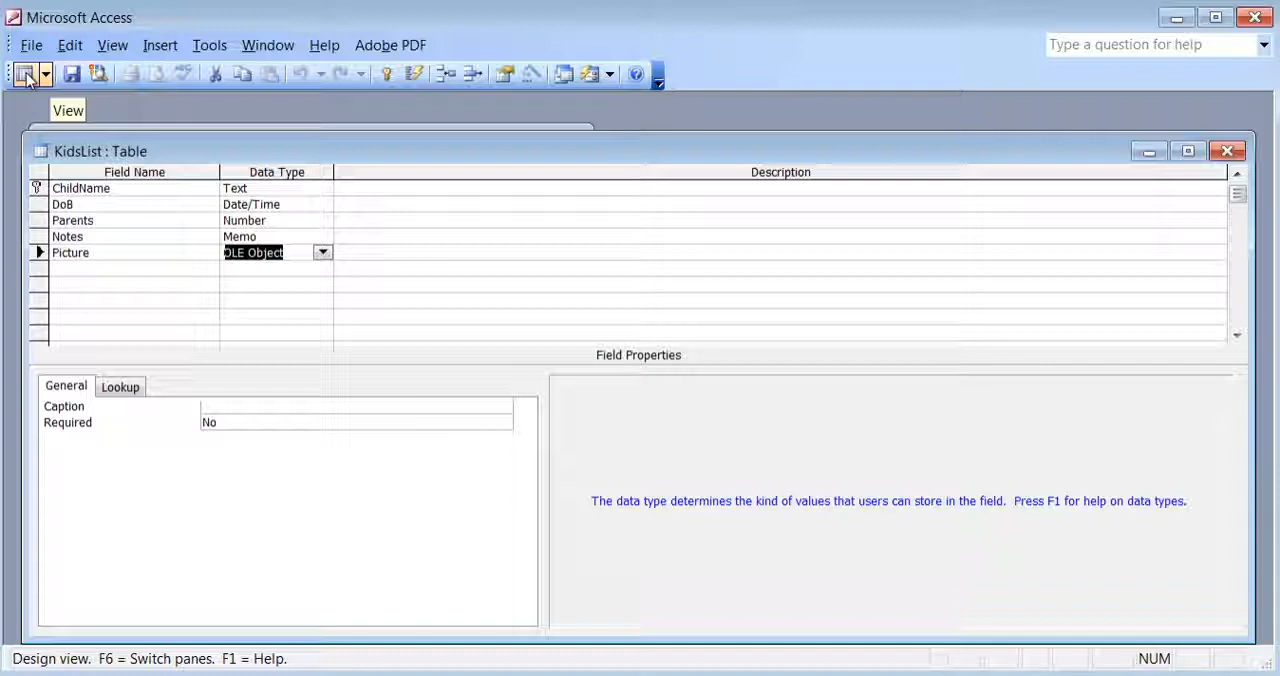 Microsoft Access
File Edit View Insert Tools Window Help Adobe PDF
Type a question for help
View
KidsList : Table
Field Name Data Type Description
ChildName Text
DoB Date/Time
Parents Number
Notes Memo
Picture OLE Object
Field Properties
General Lookup
Caption
Required No
The data type determines the kind of values that users can store in the field. Press F1 for help on data types.
Design view. F6 = Switch panes. F1 = Help.
NUM